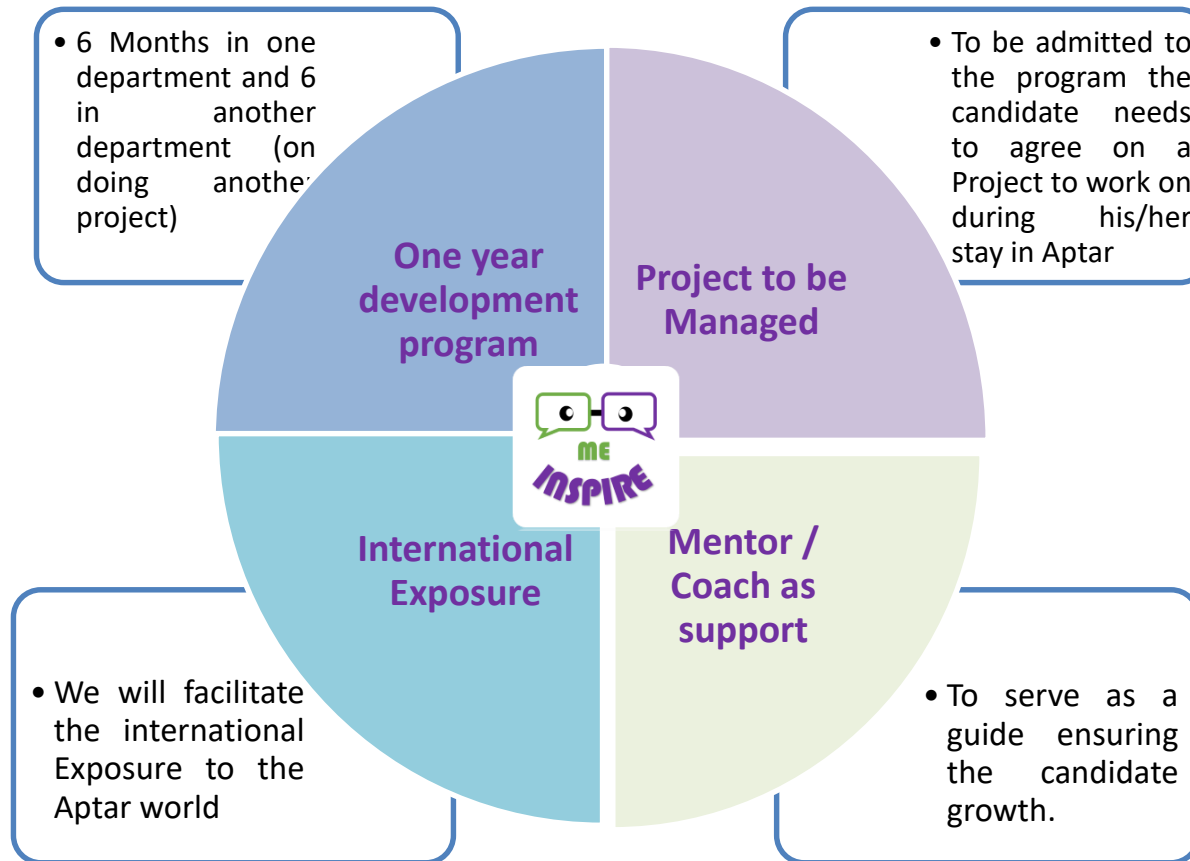 • 6 Months in one
department and 6
in another
department (on
doing another
project)
• To be admitted to
the program the
candidate needs
to agree on a
Project to work on
during his/her
stay in Aptar
One year
development
program
Project to be
Managed
ME
INSPIRE
International
Exposure
Mentor /
Coach as
support
• We will facilitate
the international
Exposure to the
Aptar world
• To serve as a
guide ensuring
the candidate
growth.